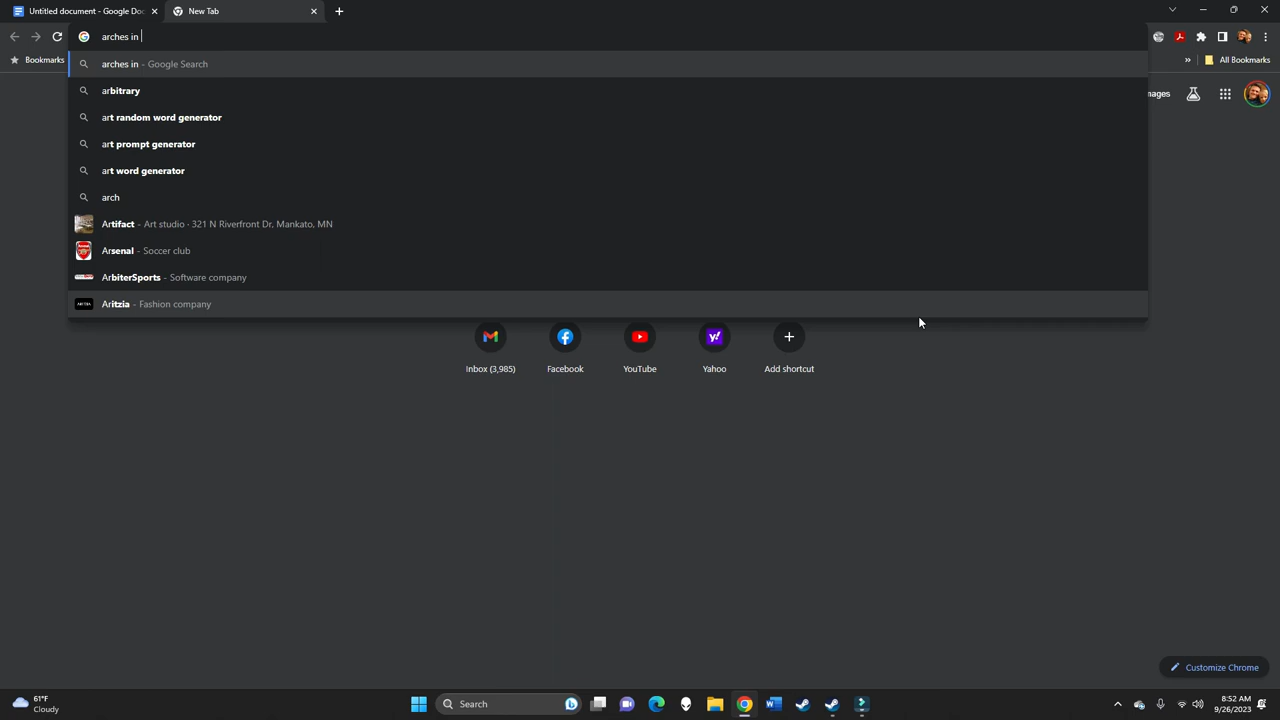 Untitled document - Google Doc
New Tab
arches in
Bookmarks
arches in - Google Search
All Bookmarks
arbitrary
mages
art random word generator
art prompt generator
art word generator
arch
Artifact - Art studio · 321 N Riverfront Dr, Mankato, MN
Arsenal - Soccer club
ArbiterSports - Software company
Aritzia - Fashion company
Inbox (3,985)
Facebook
YouTube
Yahoo
Add shortcut
Customize Chrome
61°F
Cloudy
Search
8:52 AM
9/26/2023